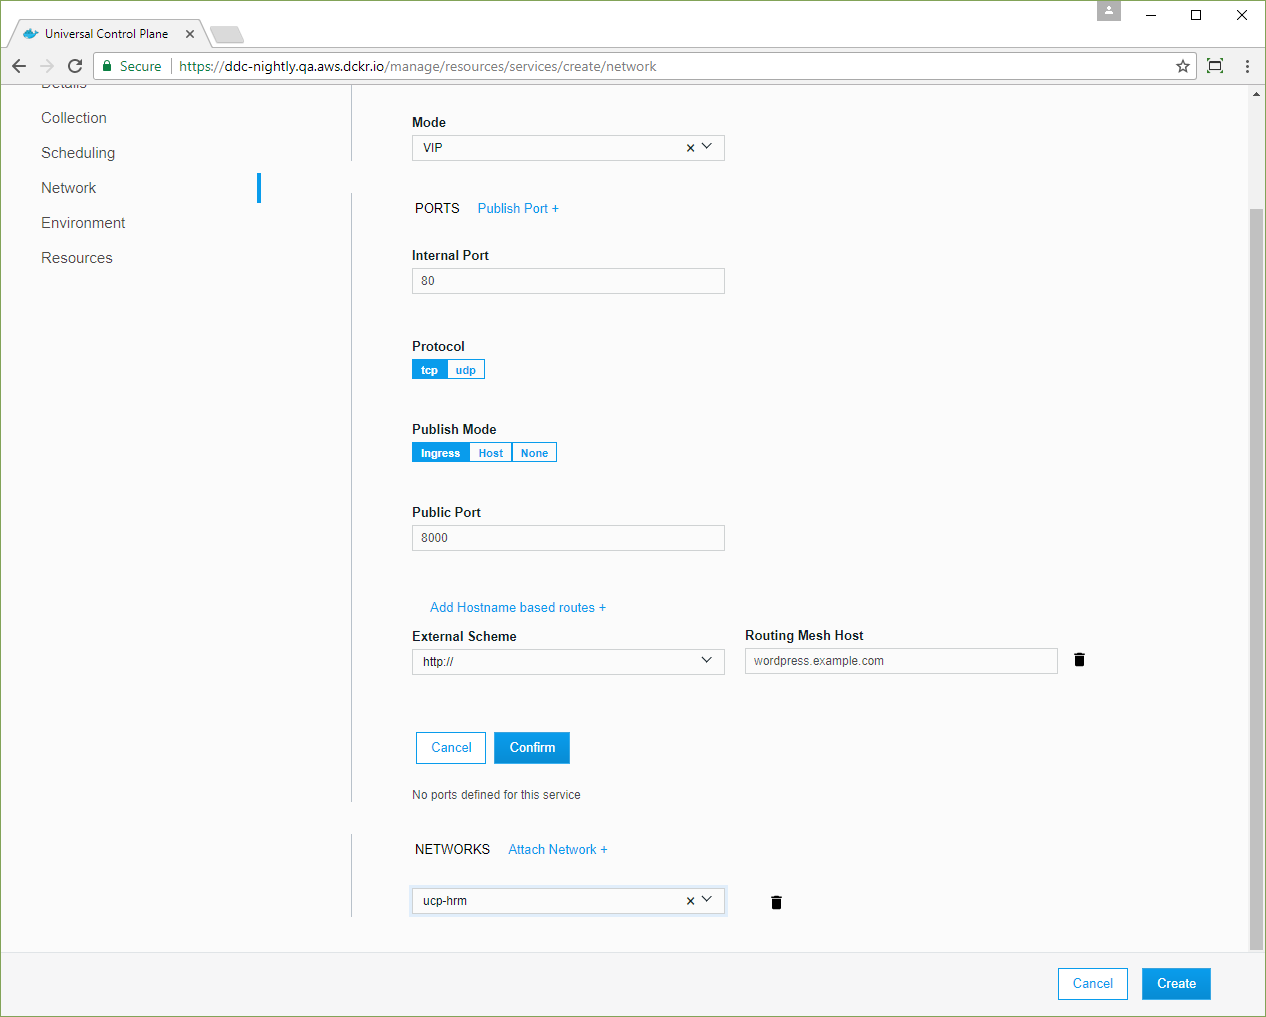 Universal Control Plane
Secure https://ddc-nightly.qa.aws.dckr.io/manage/resources/services/create/network
Details
Collection
Scheduling
Network
Environment
Resources
Mode
VIP
PORTS Publish Port +
Internal Port
80
Protocol
tcp udp
Publish Mode
Ingress Host None
Public Port
8000
Add Hostname based routes +
External Scheme Routing Mesh Host
http:// wordpress.example.com
Cancel Confirm
No ports defined for this service
NETWORKS Attach Network +
ucp-hrm
Cancel Create